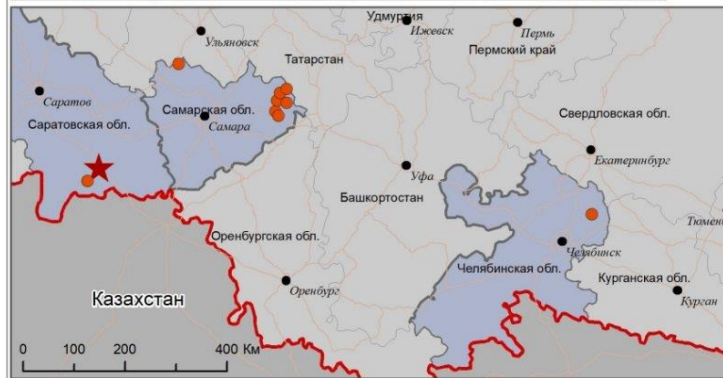 Удмуртия
Ижевск
Пермь
Пермский край
Ульяновск
Татарстан
Саратов
Самарская обл.
Самара
Саратовская обл.
Свердловская обл.
Екатеринбург
Уфа
Башкортостан
Тюмен
Оренбургская обл.
Челябинск
Челябинская обл.
Курганская обл.
Оренбург
Курган
Казахстан
0 100 200 400 Км